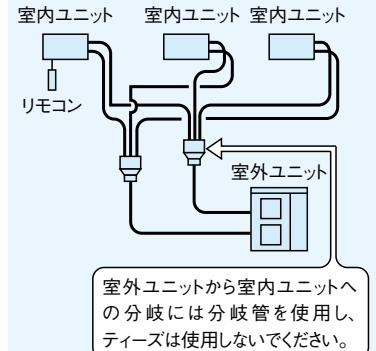 室内ユニット 室内ユニット 室内ユニット
リモコン
室外ユニット
室外ユニットから室内ユニットへ
の分岐には分岐管を使用し、
ティーズは使用しないでください。